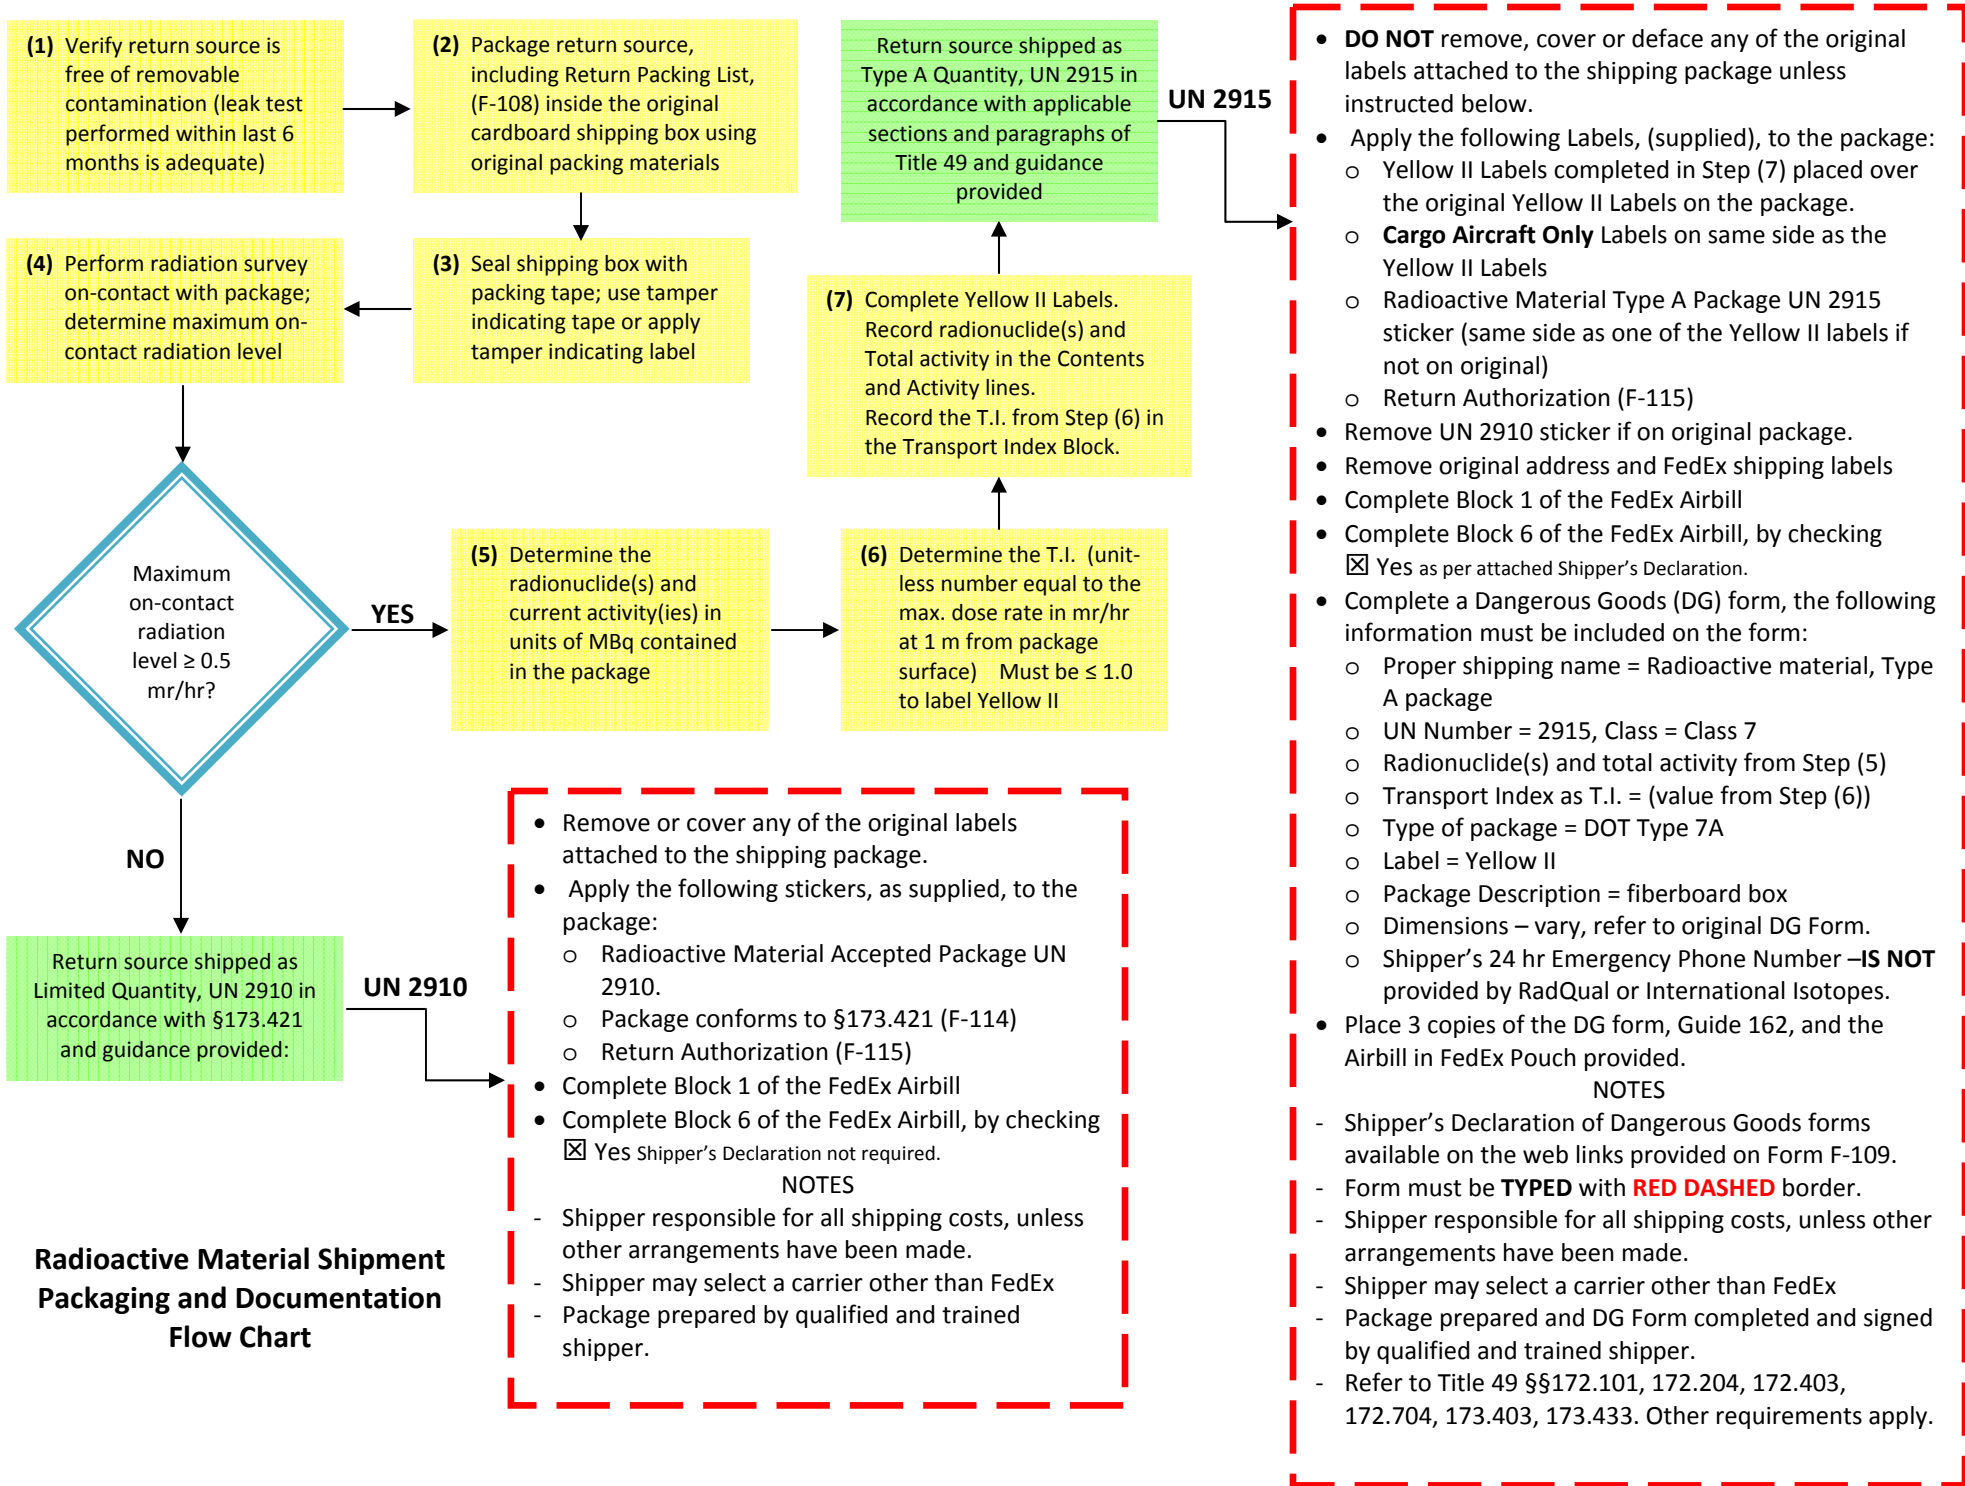 (1) Verify return source is
free of removable
contamination (leak test
performed within last 6
months is adequate)
(2) Package return source,
including Return Packing List,
(F-108) inside the original
cardboard shipping box using
original packing materials
(3) Seal shipping box with
packing tape; use tamper
indicating tape or apply
tamper indicating label
(4) Perform radiation survey
on-contact with package;
determine maximum on-
contact radiation level
Maximum
on-contact
radiation
level ≥ 0.5
mr/hr?
YES
(5) Determine the
radionuclide(s) and
current activity(ies) in
units of MBq contained
in the package
(6) Determine the T.I. (unit-
less number equal to the
max. dose rate in mr/hr
at 1 m from package
surface) Must be ≤ 1.0
to label Yellow II
(7) Complete Yellow II Labels.
Record radionuclide(s) and
Total activity in the Contents
and Activity lines.
Record the T.I. from Step (6) in
the Transport Index Block.
Return source shipped as
Type A Quantity, UN 2915 in
accordance with applicable
sections and paragraphs of
Title 49 and guidance
provided
UN 2915
• DO NOT remove, cover or deface any of the original
labels attached to the shipping package unless
instructed below.
• Apply the following Labels, (supplied), to the package:
o Yellow II Labels completed in Step (7) placed over
the original Yellow II Labels on the package.
o Cargo Aircraft Only Labels on same side as the
Yellow II Labels
o Radioactive Material Type A Package UN 2915
sticker (same side as one of the Yellow II labels if
not on original)
o Return Authorization (F-115)
• Remove UN 2910 sticker if on original package.
• Remove original address and FedEx shipping labels
• Complete Block 1 of the FedEx Airbill
• Complete Block 6 of the FedEx Airbill, by checking
☒ Yes as per attached Shipper’s Declaration.
• Complete a Dangerous Goods (DG) form, the following
information must be included on the form:
o Proper shipping name = Radioactive material, Type
A package
o UN Number = 2915, Class = Class 7
o Radionuclide(s) and total activity from Step (5)
o Transport Index as T.I. = (value from Step (6))
o Type of package = DOT Type 7A
o Label = Yellow II
o Package Description = fiberboard box
o Dimensions – vary, refer to original DG Form.
o Shipper’s 24 hr Emergency Phone Number –IS NOT
provided by RadQual or International Isotopes.
• Place 3 copies of the DG form, Guide 162, and the
Airbill in FedEx Pouch provided.
NOTES
- Shipper’s Declaration of Dangerous Goods forms
available on the web links provided on Form F-109.
- Form must be TYPED with RED DASHED border.
- Shipper responsible for all shipping costs, unless other
arrangements have been made.
- Shipper may select a carrier other than FedEx
- Package prepared and DG Form completed and signed
by qualified and trained shipper.
- Refer to Title 49 §§172.101, 172.204, 172.403,
172.704, 173.403, 173.433. Other requirements apply.
NO
Return source shipped as
Limited Quantity, UN 2910 in
accordance with §173.421
and guidance provided:
UN 2910
• Remove or cover any of the original labels
attached to the shipping package.
• Apply the following stickers, as supplied, to the
package:
o Radioactive Material Accepted Package UN
2910.
o Package conforms to §173.421 (F-114)
o Return Authorization (F-115)
• Complete Block 1 of the FedEx Airbill
• Complete Block 6 of the FedEx Airbill, by checking
☒ Yes Shipper’s Declaration not required.
NOTES
- Shipper responsible for all shipping costs, unless
other arrangements have been made.
- Shipper may select a carrier other than FedEx
- Package prepared by qualified and trained
shipper.
Radioactive Material Shipment
Packaging and Documentation
Flow Chart